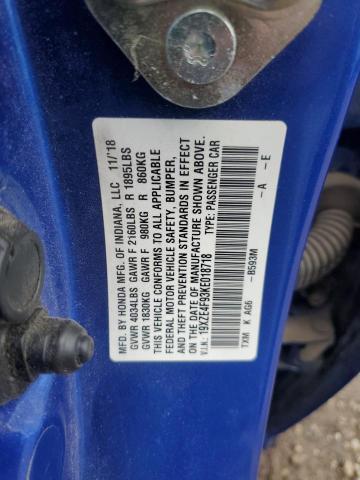 MFD. BY HONDA MFG. OF INDIANA, LLC 11/'18
GVWR 4034LBS GAWR F 2160LBS R 1895LBS
GVWR 1830KG GAWR F 980KG R 860KG
THIS VEHICLE CONFORMS TO ALL APPLICABLE
FEDERAL MOTOR VEHICLE SAFETY, BUMPER,
AND THEFT PREVENTION STANDARDS IN EFFECT
ON THE DATE OF MANUFACTURE SHOWN ABOVE.
V.I.N.: 19XZE4F93KE018718 TYPE: PASSENGER CAR
TXM K AG6 - B593M - A - E